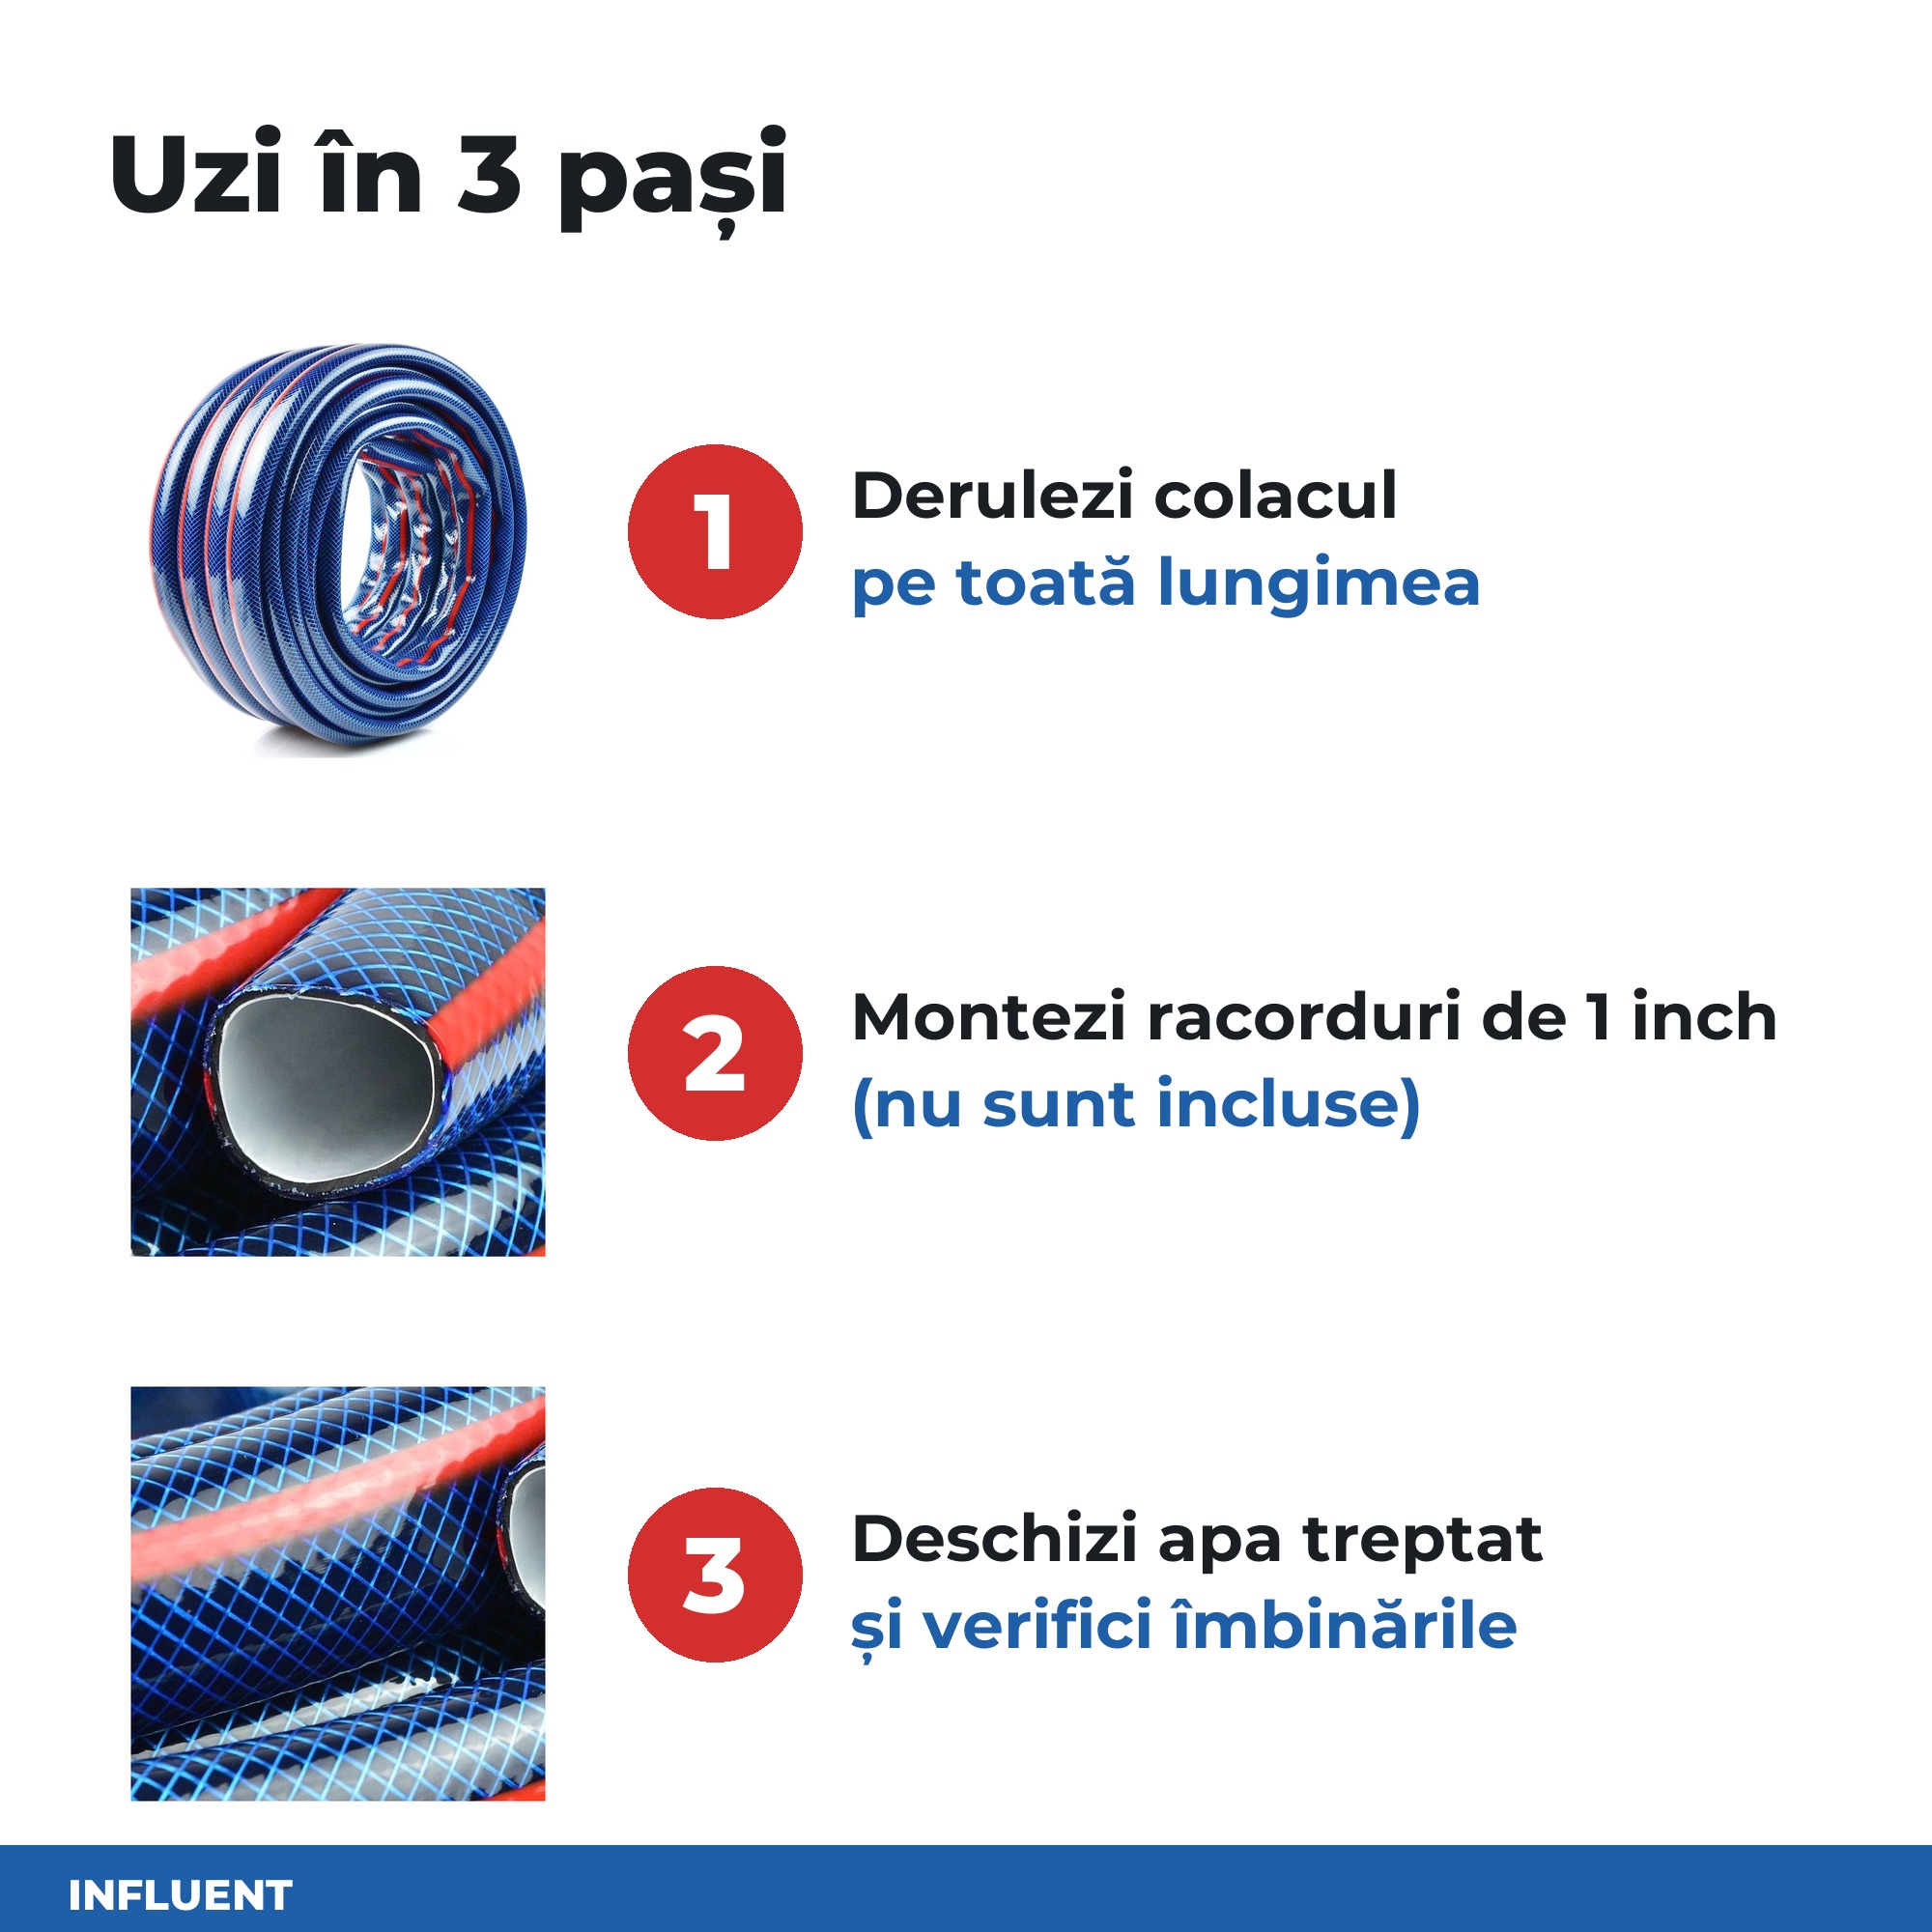 Uzi în 3 pași
1
Derulezi colacul
pe toată lungimea
2
Montezi racorduri de 1 inch
(nu sunt incluse)
3
Deschizi apa treptat
și verifici îmbinările
INFLUENT